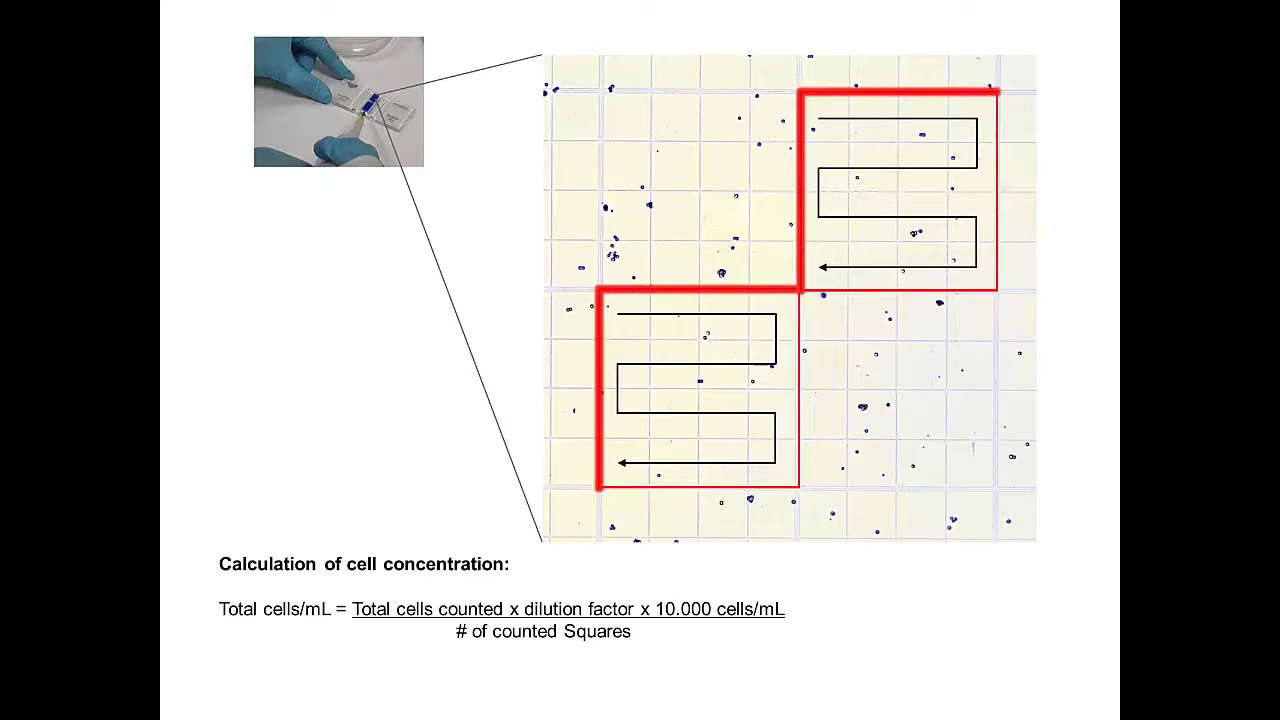 Calculation of cell concentration:
Total cells/mL = Total cells counted x dilution factor x 10.000 cells/mL
# of counted Squares